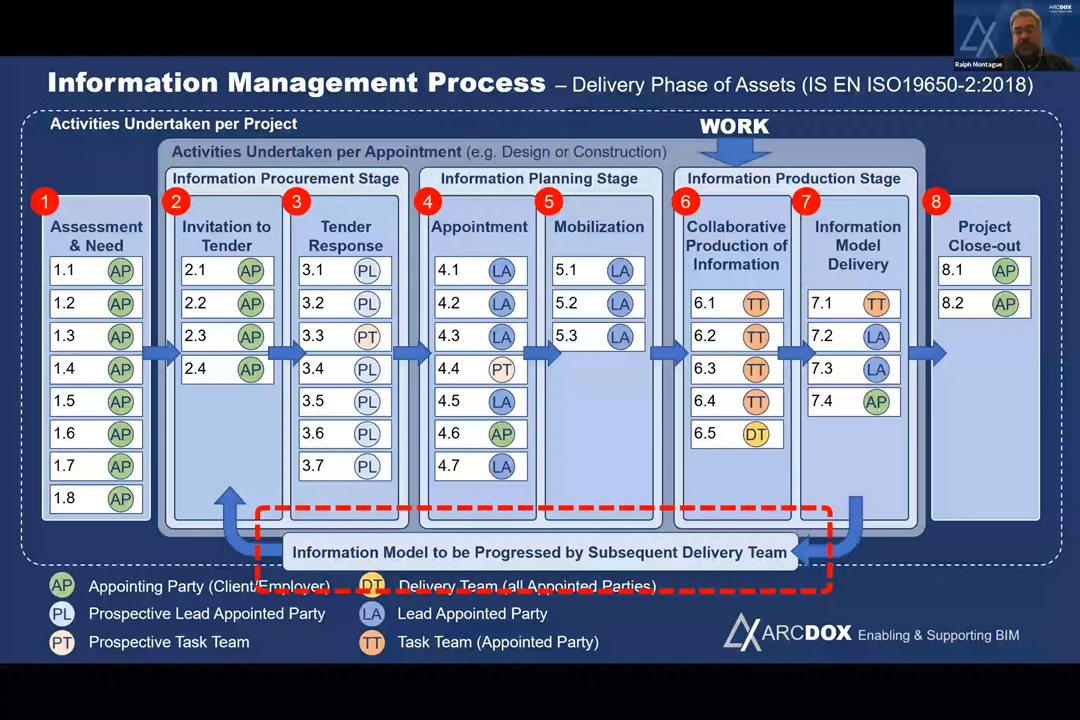 ARCDOX
Ralph Montague
Information Management Process – Delivery Phase of Assets (IS EN ISO19650-2:2018)
Activities Undertaken per Project
WORK
Activities Undertaken per Appointment (e.g. Design or Construction)
Information Procurement Stage
Information Planning Stage
Information Production Stage
1
Assessment
& Need
1.1 AP
1.2 AP
1.3 AP
1.4 AP
1.5 AP
1.6 AP
1.7 AP
1.8 AP
2
Invitation to
Tender
2.1 AP
2.2 AP
2.3 AP
2.4 AP
3
Tender
Response
3.1 PL
3.2 PL
3.3 PT
3.4 PL
3.5 PL
3.6 PL
3.7 PL
4
Appointment
4.1 LA
4.2 LA
4.3 LA
4.4 PT
4.5 LA
4.6 AP
4.7 LA
5
Mobilization
5.1 LA
5.2 LA
5.3 LA
6
Collaborative
Production of
Information
6.1 TT
6.2 TT
6.3 TT
6.4 TT
6.5 DT
7
Information
Model
Delivery
7.1 TT
7.2 LA
7.3 LA
7.4 AP
8
Project
Close-out
8.1 AP
8.2 AP
Information Model to be Progressed by Subsequent Delivery Team
AP Appointing Party (Client/Employer)
PL Prospective Lead Appointed Party
PT Prospective Task Team
DT Delivery Team (all Appointed Parties)
LA Lead Appointed Party
TT Task Team (Appointed Party)
ARCDOX Enabling & Supporting BIM